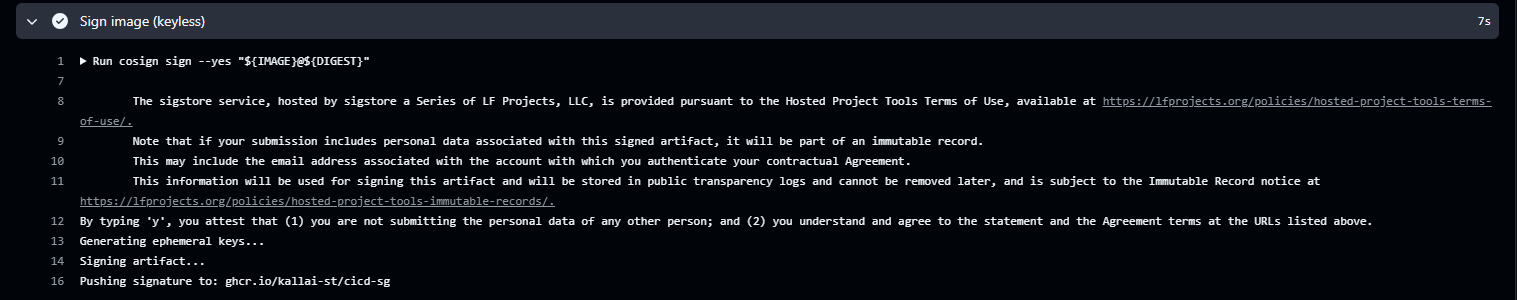 Sign image (keyless) 7s
1 Run cosign sign --yes "${IMAGE}@${DIGEST}"
7
8 The sigstore service, hosted by sigstore a Series of LF Projects, LLC, is provided pursuant to the Hosted Project Tools Terms of Use, available at https://lfprojects.org/policies/hosted-project-tools-terms-
of-use/.
9 Note that if your submission includes personal data associated with this signed artifact, it will be part of an immutable record.
10 This may include the email address associated with the account with which you authenticate your contractual Agreement.
11 This information will be used for signing this artifact and will be stored in public transparency logs and cannot be removed later, and is subject to the Immutable Record notice at
https://lfprojects.org/policies/hosted-project-tools-immutable-records/.
12 By typing 'y', you attest that (1) you are not submitting the personal data of any other person; and (2) you understand and agree to the statement and the Agreement terms at the URLs listed above.
13 Generating ephemeral keys...
14 Signing artifact...
16 Pushing signature to: ghcr.io/kallai-st/cicd-sg